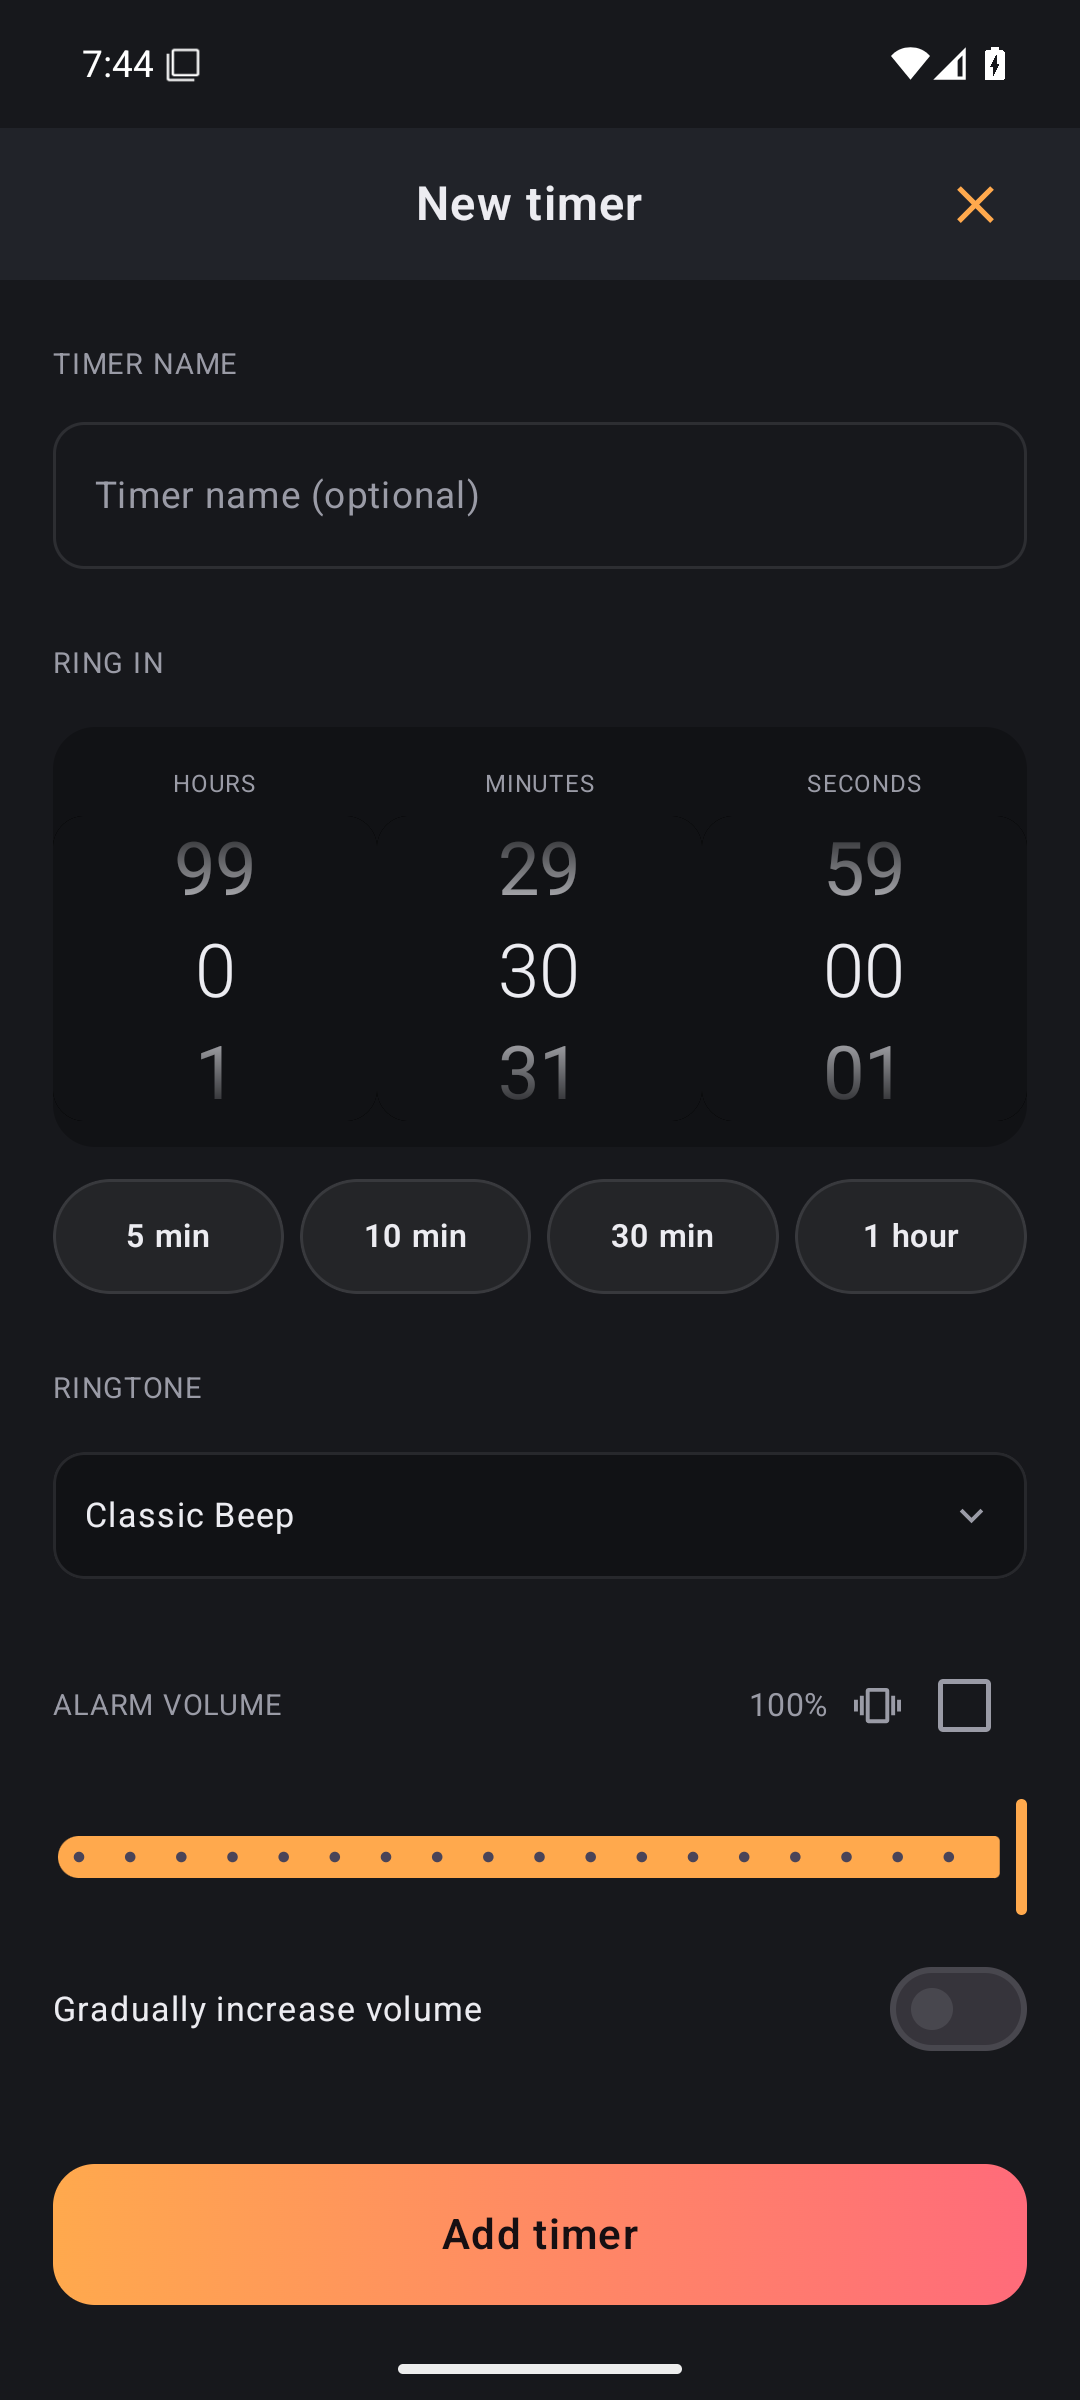 7:44
New timer
TIMER NAME
Timer name (optional)
RING IN
HOURS MINUTES SECONDS
99 29 59
0 30 00
1 31 01
5 min 10 min 30 min 1 hour
RINGTONE
Classic Beep
ALARM VOLUME 100%
Gradually increase volume
Add timer